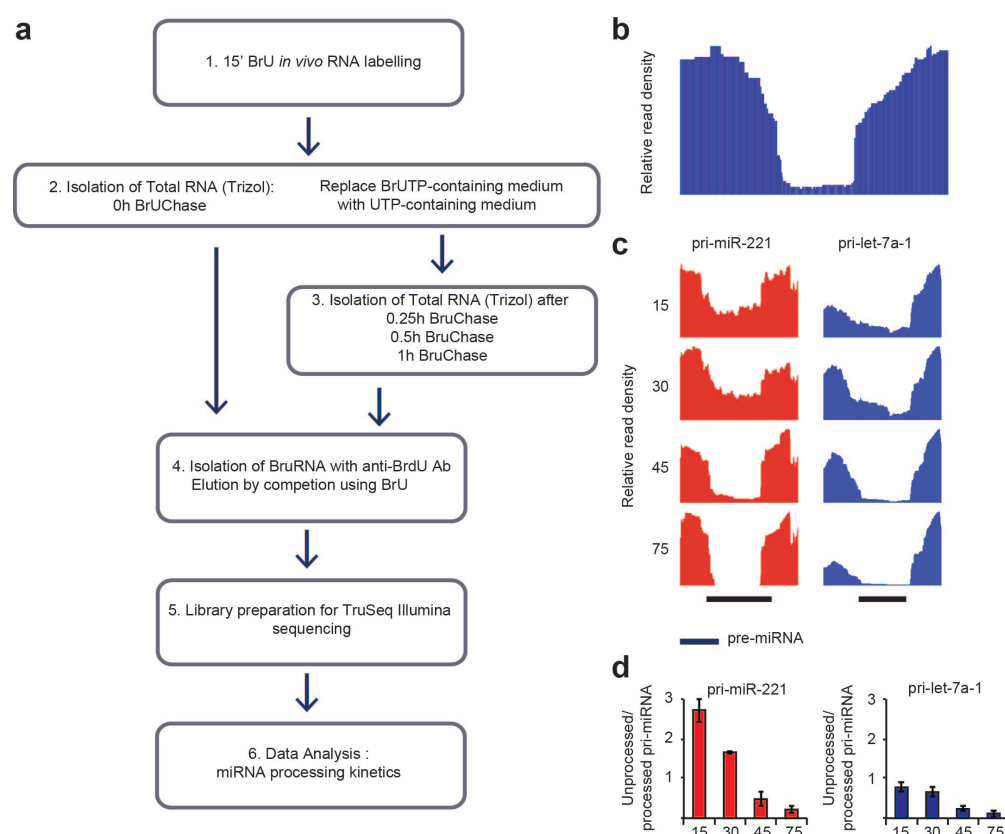 a
1. 15’ BrU in vivo RNA labelling
2. Isolation of Total RNA (Trizol):
0h BrUChase
Replace BrUTP-containing medium
with UTP-containing medium
3. Isolation of Total RNA (Trizol) after
0.25h BruChase
0.5h BruChase
1h BruChase
4. Isolation of BruRNA with anti-BrdU Ab
Elution by competion using BrU
5. Library preparation for TruSeq Illumina
sequencing
6. Data Analysis :
miRNA processing kinetics
b
Relative read density
c
pri-miR-221
pri-let-7a-1
Relative read density
15
30
45
75
pre-miRNA
d
pri-miR-221
Unprocessed/
processed pri-miRNA
3
2
1
15 30 45 75
pri-let-7a-1
Unprocessed/
processed pri-miRNA
3
2
1
15 30 45 75